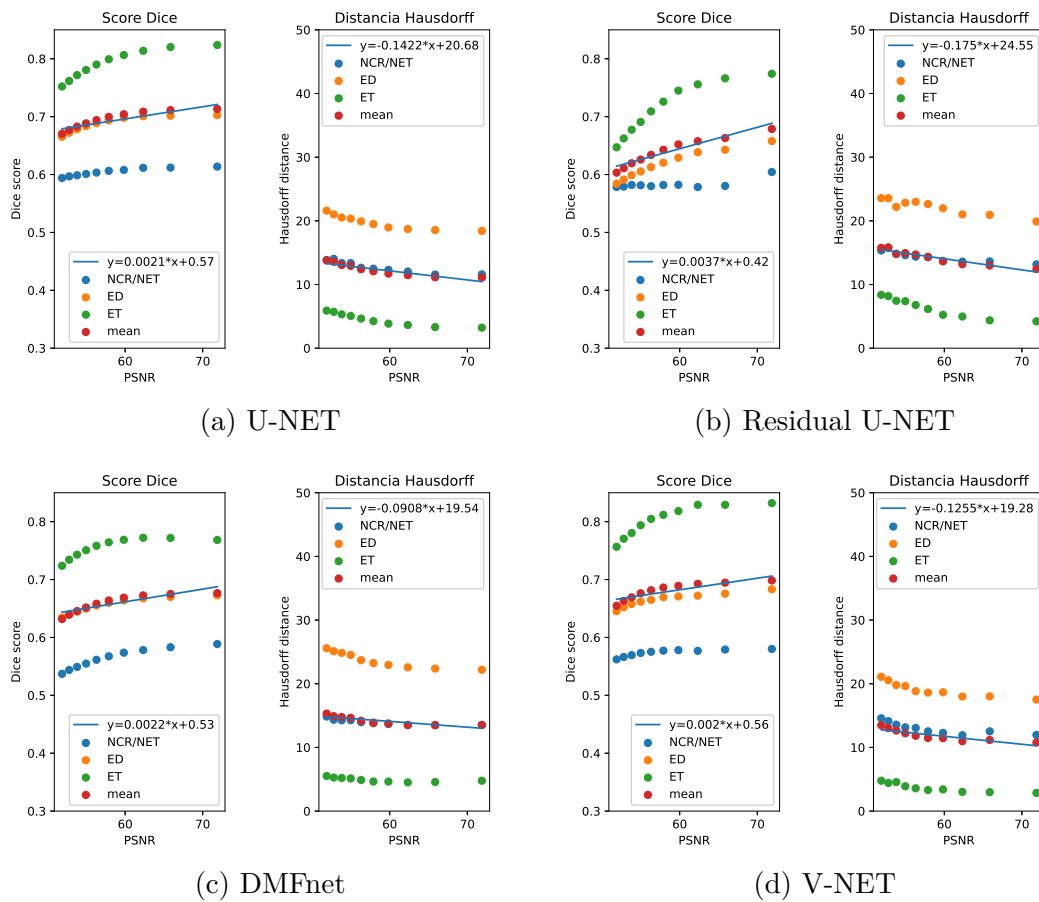 Score Dice
0.8
0.7
0.6
0.5
0.4
0.3
Dice score
y=0.0021*x+0.57
NCR/NET
ED
ET
mean
60
70
PSNR
Distancia Hausdorff
50
40
30
20
10
0
Hausdorff distance
y=-0.1422*x+20.68
NCR/NET
ED
ET
mean
60
70
PSNR
(a) U-NET
Score Dice
0.8
0.7
0.6
0.5
0.4
0.3
Dice score
y=0.0037*x+0.42
NCR/NET
ED
ET
mean
60
70
PSNR
Distancia Hausdorff
50
40
30
20
10
0
Hausdorff distance
y=-0.175*x+24.55
NCR/NET
ED
ET
mean
60
70
PSNR
(b) Residual U-NET
Score Dice
0.8
0.7
0.6
0.5
0.4
0.3
Dice score
y=0.0022*x+0.53
NCR/NET
ED
ET
mean
60
70
PSNR
Distancia Hausdorff
50
40
30
20
10
0
Hausdorff distance
y=-0.0908*x+19.54
NCR/NET
ED
ET
mean
60
70
PSNR
(c) DMFnet
Score Dice
0.8
0.7
0.6
0.5
0.4
0.3
Dice score
y=0.002*x+0.56
NCR/NET
ED
ET
mean
60
70
PSNR
Distancia Hausdorff
50
40
30
20
10
0
Hausdorff distance
y=-0.1255*x+19.28
NCR/NET
ED
ET
mean
60
70
PSNR
(d) V-NET